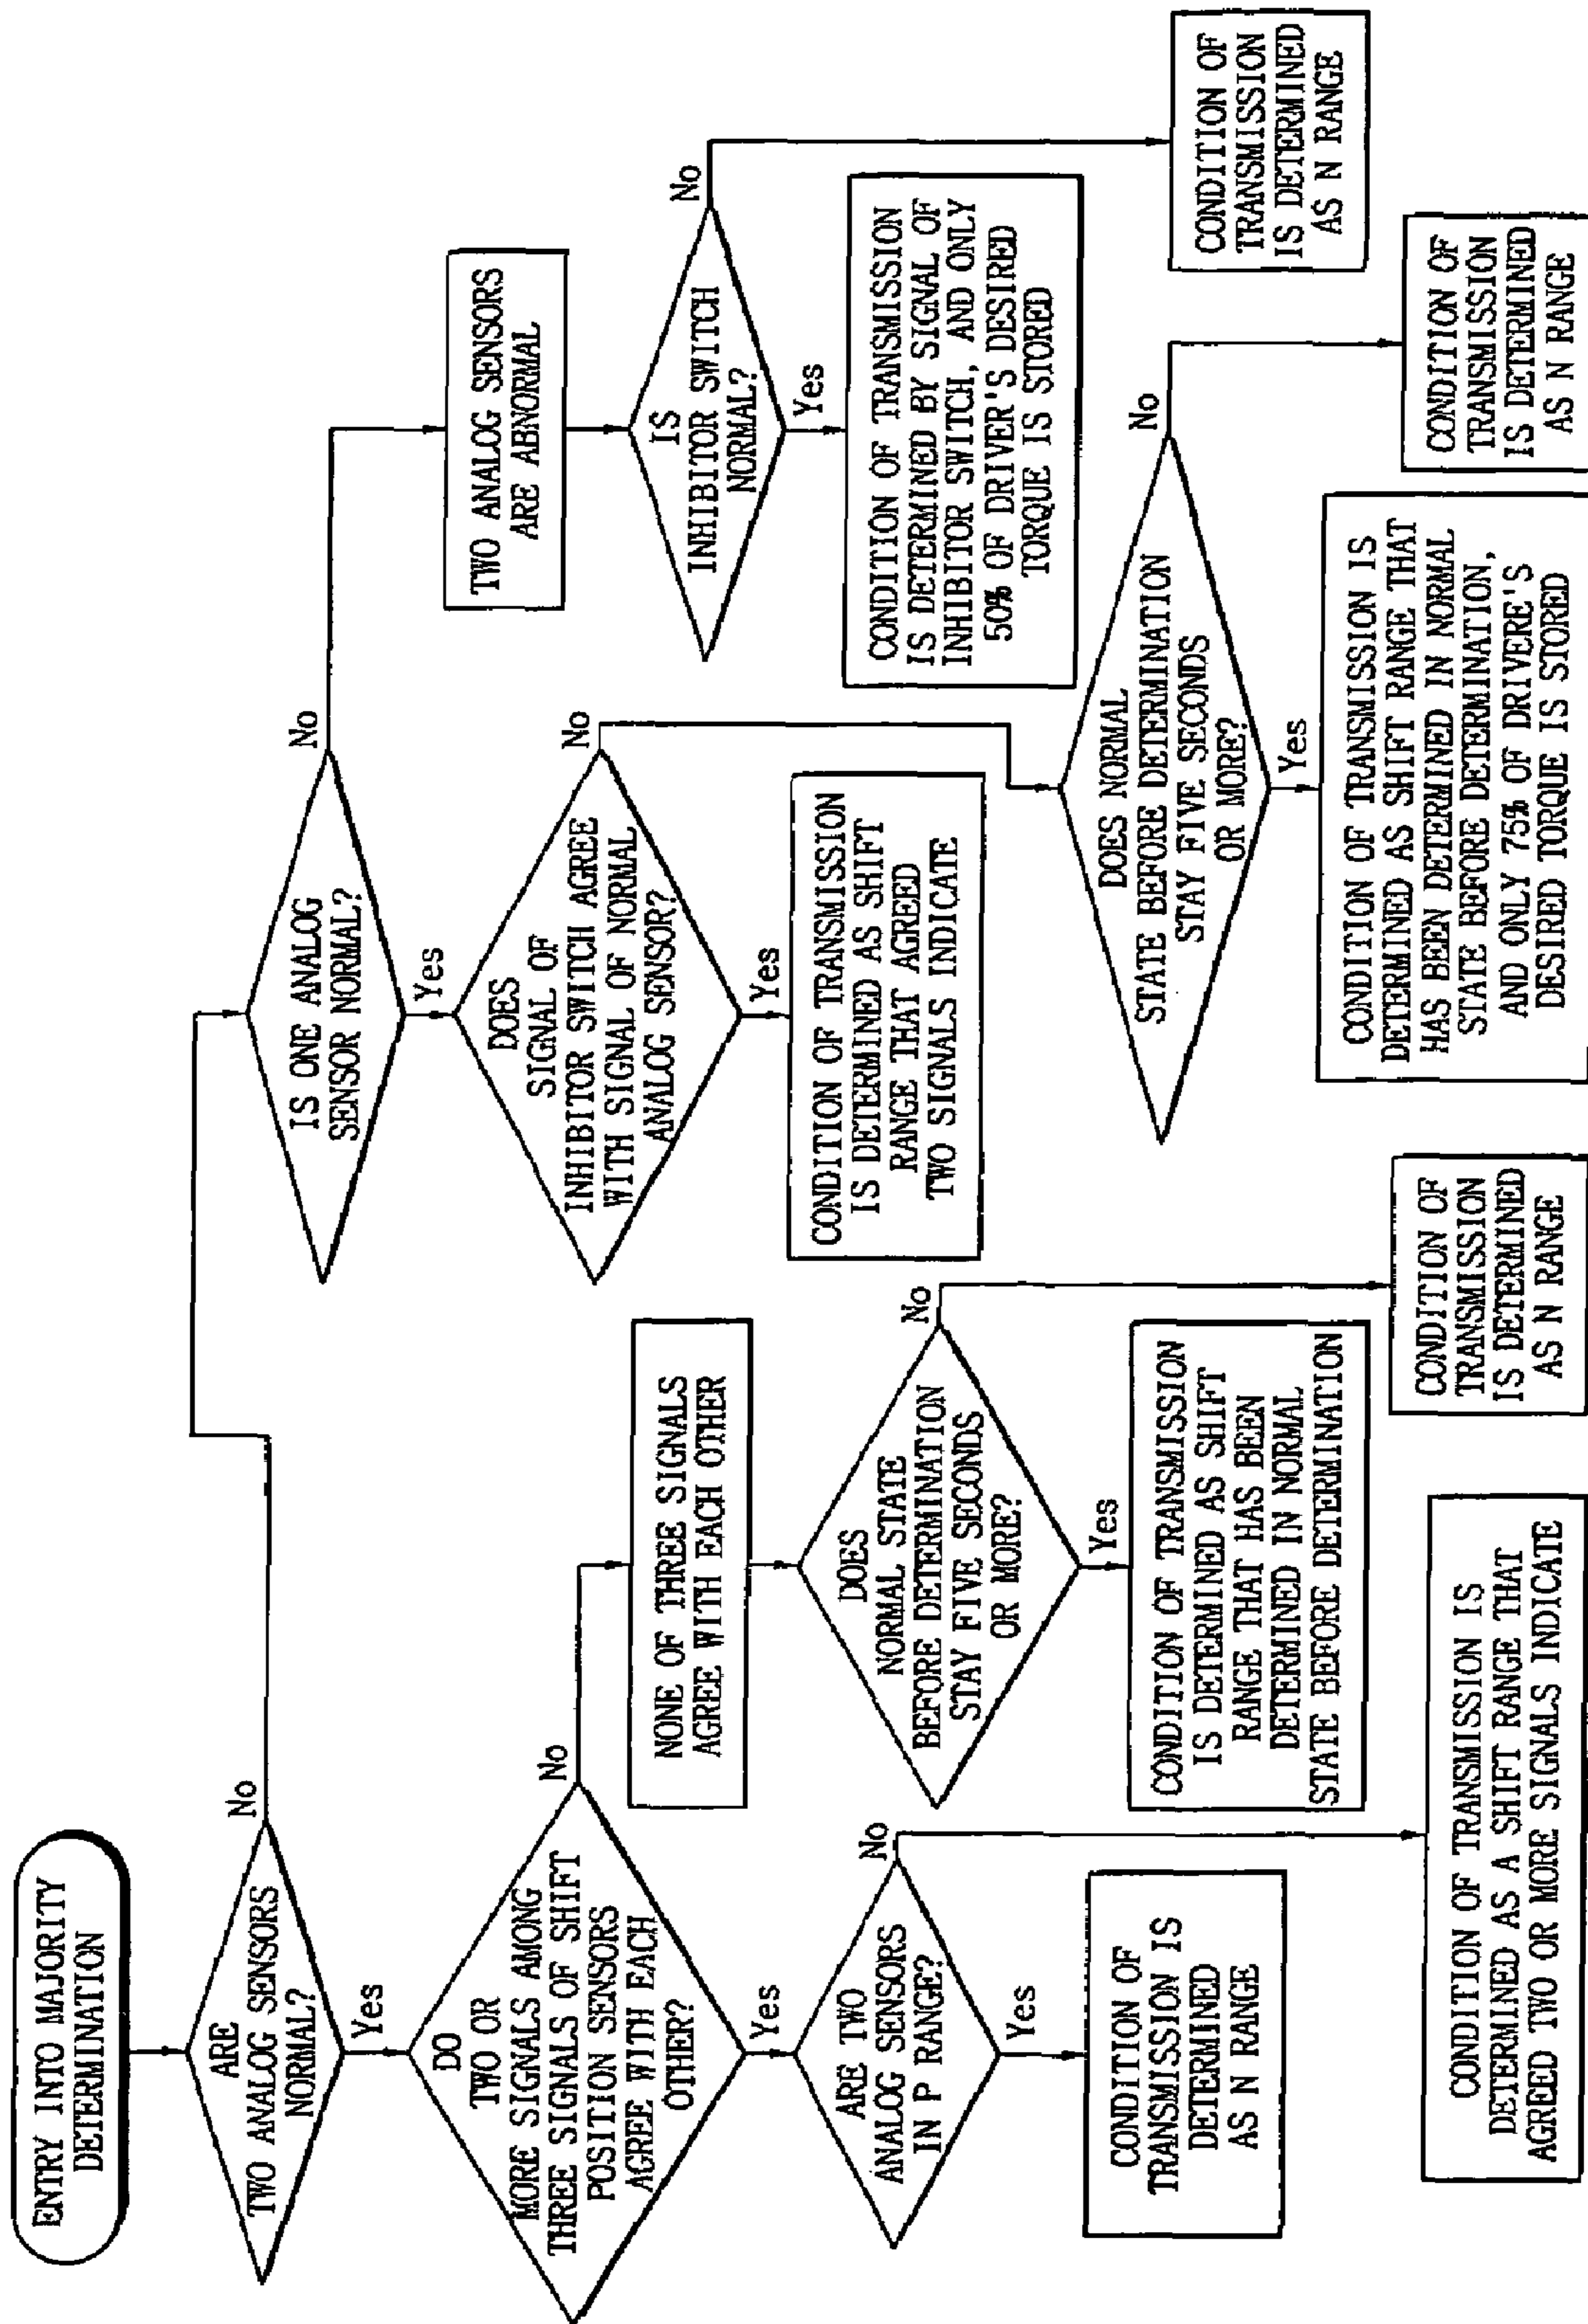 ENTRY INTO MAJORITY
DETERMINATION
ARE
TWO ANALOG SENSORS
NORMAL?
No
Yes
DO
TWO OR
MORE SIGNALS AMONG
THREE SIGNALS OF SHIFT
POSITION SENSORS
AGREE WITH EACH
OTHER?
No
Yes
ARE TWO
ANALOG SENSORS
IN P RANGE?
No
Yes
CONDITION OF
TRANSMISSION IS
DETERMINED
AS N RANGE
CONDITION OF TRANSMISSION IS
DETERMINED AS A SHIFT RANGE THAT
AGREED TWO OR MORE SIGNALS INDICATE
NONE OF THREE SIGNALS
AGREE WITH EACH OTHER
DOES
NORMAL STATE
BEFORE DETERMINATION
STAY FIVE SECONDS
OR MORE?
No
Yes
CONDITION OF TRANSMISSION
IS DETERMINED AS SHIFT
RANGE THAT HAS BEEN
DETERMINED IN NORMAL
STATE BEFORE DETERMINATION
CONDITION OF
TRANSMISSION
IS DETERMINED
AS N RANGE
IS ONE ANALOG
SENSOR NORMAL?
No
Yes
DOES
SIGNAL OF
INHIBITOR SWITCH AGREE
WITH SIGNAL OF NORMAL
ANALOG SENSOR?
No
Yes
CONDITION OF TRANSMISSION
IS DETERMINED AS SHIFT
RANGE THAT AGREED
TWO SIGNALS INDICATE
DOES NORMAL
STATE BEFORE DETERMINATION
STAY FIVE SECONDS
OR MORE?
No
Yes
CONDITION OF TRANSMISSION IS
DETERMINED AS SHIFT RANGE THAT
HAS BEEN DETERMINED IN NORMAL
STATE BEFORE DETERMINATION,
AND ONLY 75% OF DRIVERE'S
DESIRED TORQUE IS STORED
CONDITION OF
TRANSMISSION
IS DETERMINED
AS N RANGE
TWO ANALOG SENSORS
ARE ABNORMAL
IS
INHIBITOR SWITCH
NORMAL?
No
Yes
CONDITION OF TRANSMISSION
IS DETERMINED BY SIGNAL OF
INHIBITOR SWITCH, AND ONLY
50% OF DRIVER'S DESIRED
TORQUE IS STORED
CONDITION OF
TRANSMISSION
IS DETERMINED
AS N RANGE